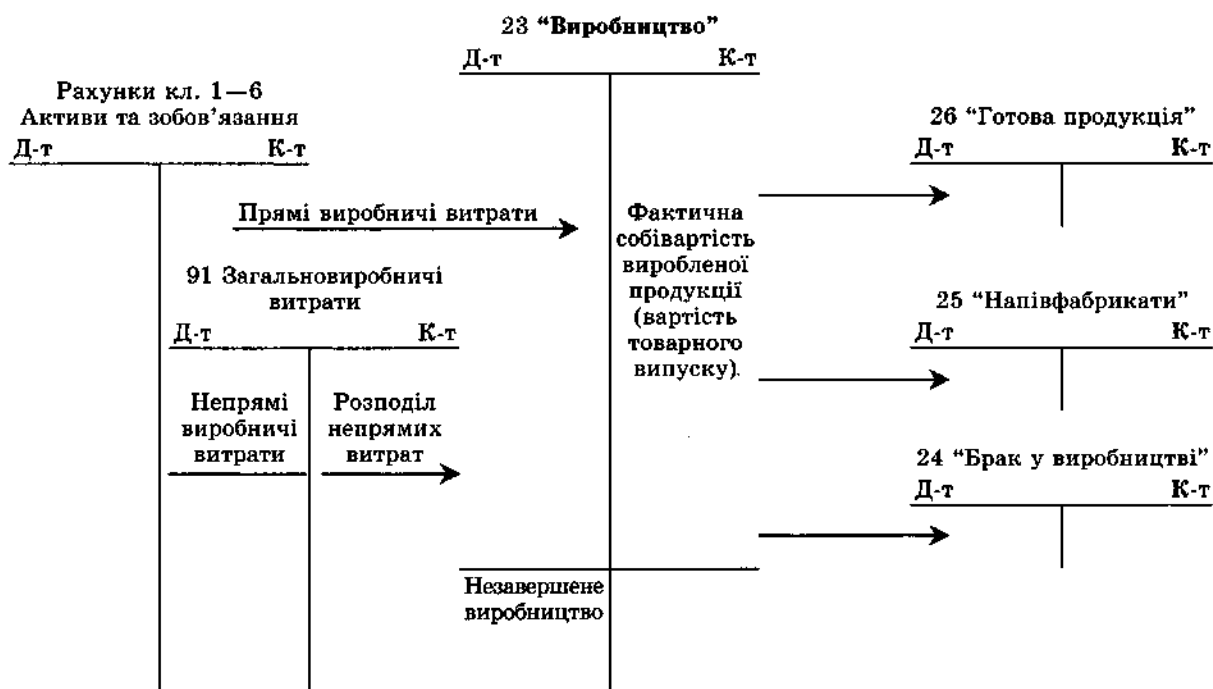 23 “Виробництво”
Д-т К-т
Рахунки кл. 1—6
Активи та зобов’язання
Д-т К-т
26 “Готова продукція”
Д-т К-т
Прямі виробничі витрати
Фактична
собівартість
виробленої
продукції
(вартість
товарного
випуску).
91 Загальновиробничі
витрати
Д-т К-т
25 “Напівфабрикати”
Д-т К-т
Непрямі
виробничі
витрати
Розподіл
непрямих
витрат
24 “Брак у виробництві”
Д-т К-т
Незавершене
виробництво